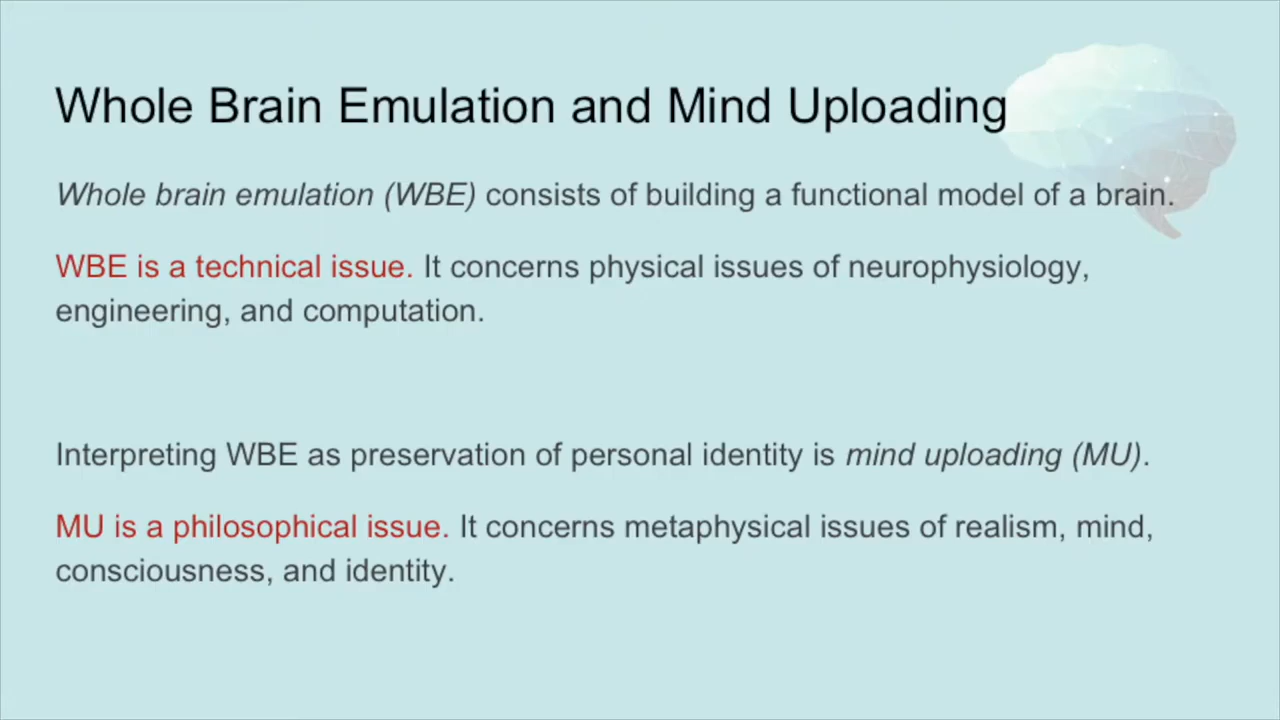 Whole Brain Emulation and Mind Uploading
Whole brain emulation (WBE) consists of building a functional model of a brain.
WBE is a technical issue. It concerns physical issues of neurophysiology,
engineering, and computation.
Interpreting WBE as preservation of personal identity is mind uploading (MU).
MU is a philosophical issue. It concerns metaphysical issues of realism, mind,
consciousness, and identity.